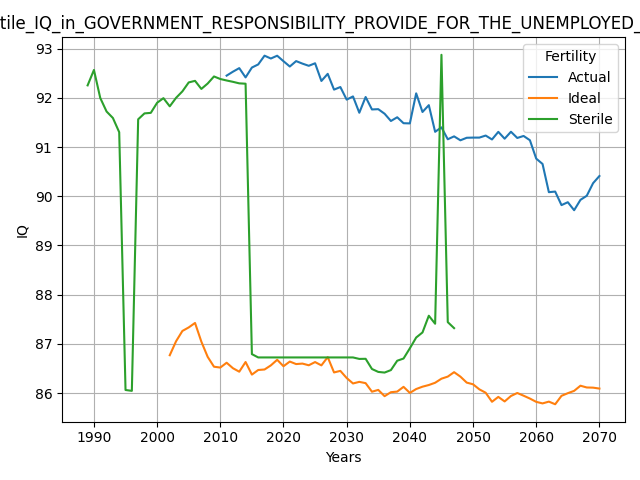 tile_IQ_in_GOVERNMENT_RESPONSIBILITY_PROVIDE_FOR_THE_UNEMPLOYED_
93
92
91
90
89
88
87
86
IQ
Fertility
Actual
Ideal
Sterile
1990 2000 2010 2020 2030 2040 2050 2060 2070
Years